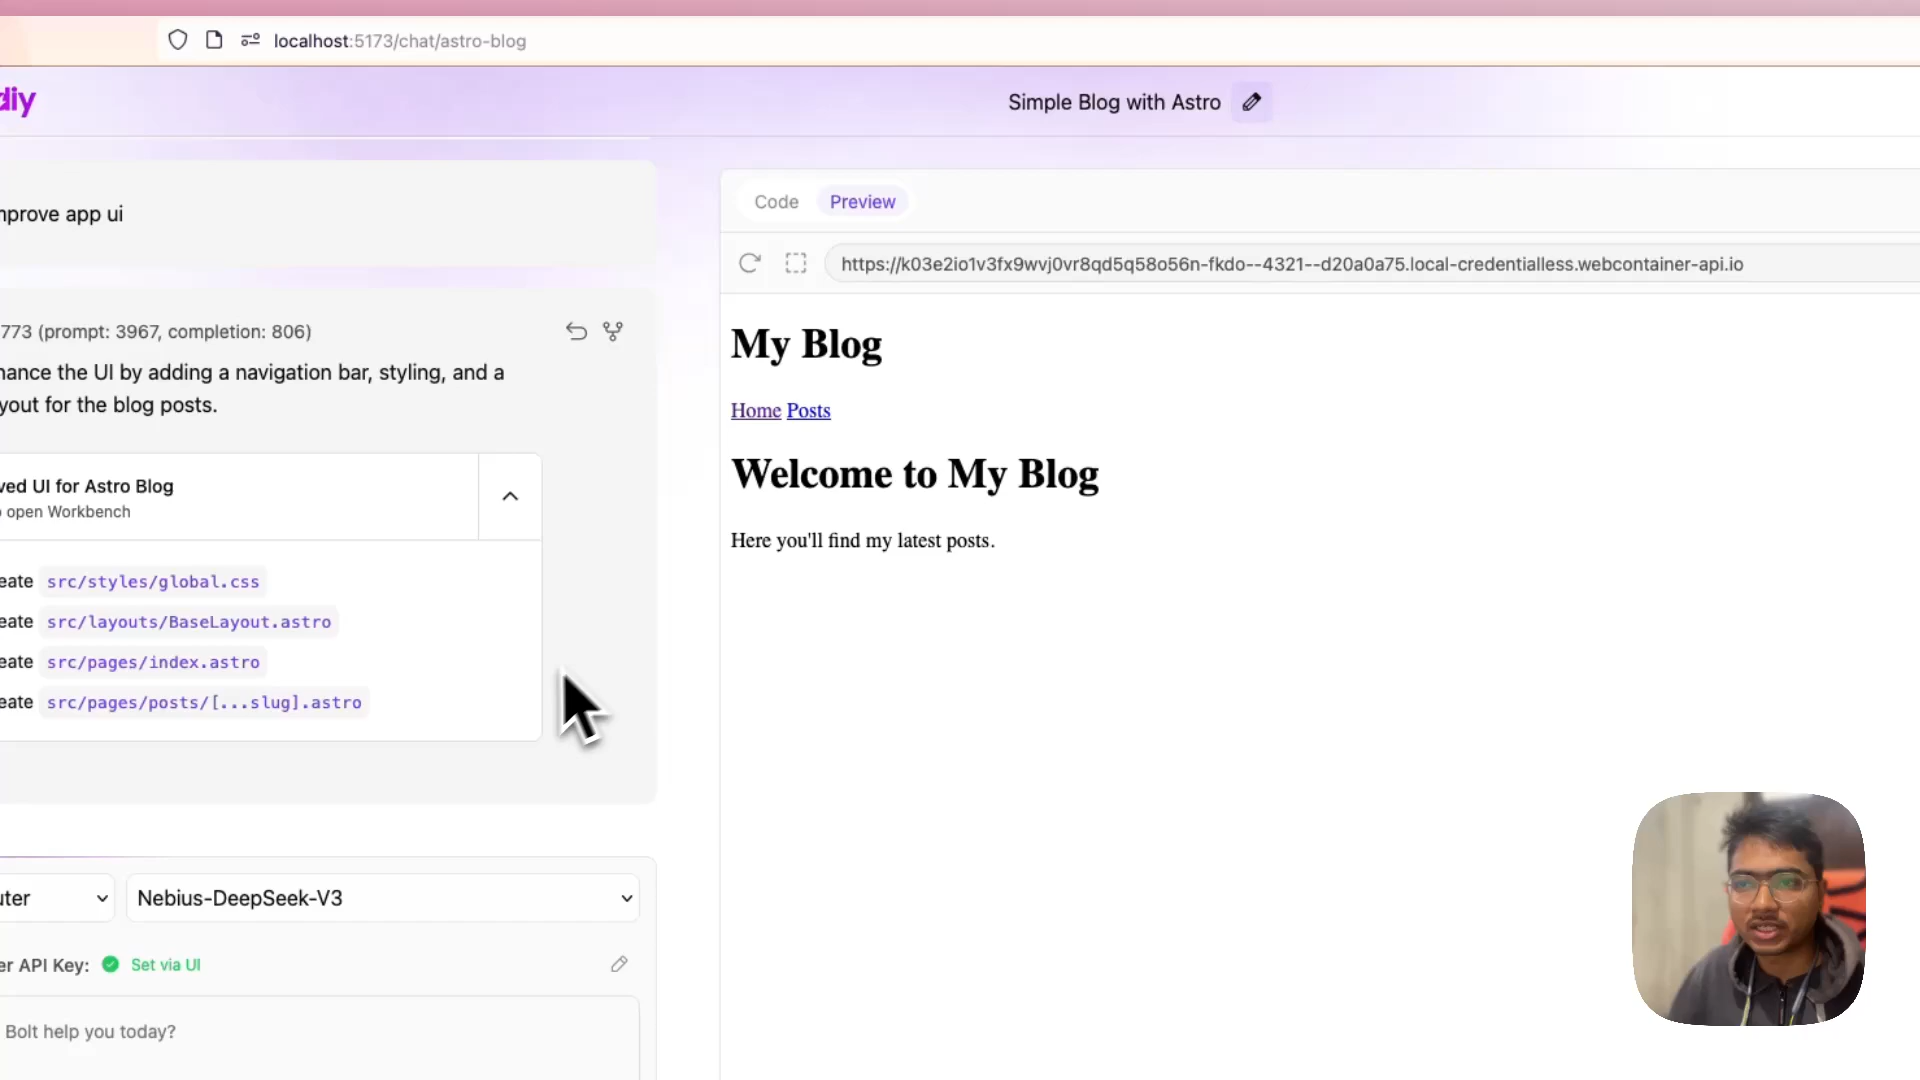 localhost:5173/chat/astro-blog
diy
Simple Blog with Astro
mprove app ui
773 (prompt: 3967, completion: 806)
hance the UI by adding a navigation bar, styling, and a
yout for the blog posts.
ved UI for Astro Blog
o open Workbench
eate src/styles/global.css
eate src/layouts/BaseLayout.astro
eate src/pages/index.astro
eate src/pages/posts/[...slug].astro
uter
Nebius-DeepSeek-V3
er API Key: Set via UI
Bolt help you today?
Code Preview
https://k03e2io1v3fx9wvj0vr8qd5q58o56n-fkdo--4321--d20a0a75.local-credentialless.webcontainer-api.io
My Blog
Home Posts
Welcome to My Blog
Here you'll find my latest posts.